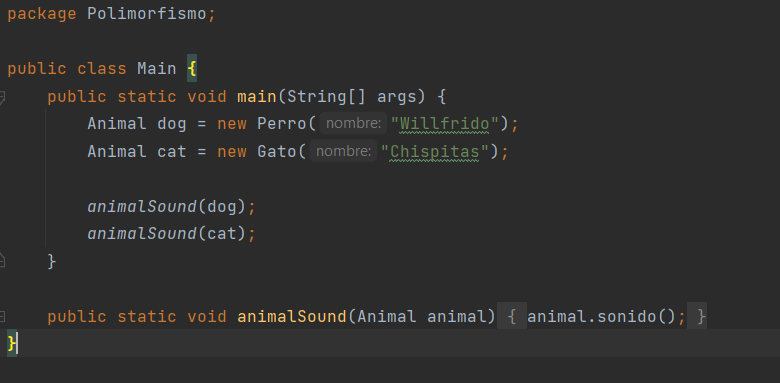 package Polimorfismo;
public class Main {
public static void main(String[] args) {
Animal dog = new Perro( nombre: "Willfrido");
Animal cat = new Gato( nombre: "Chispitas");
animalSound(dog);
animalSound(cat);
}
public static void animalSound(Animal animal) { animal.sonido(); }
}